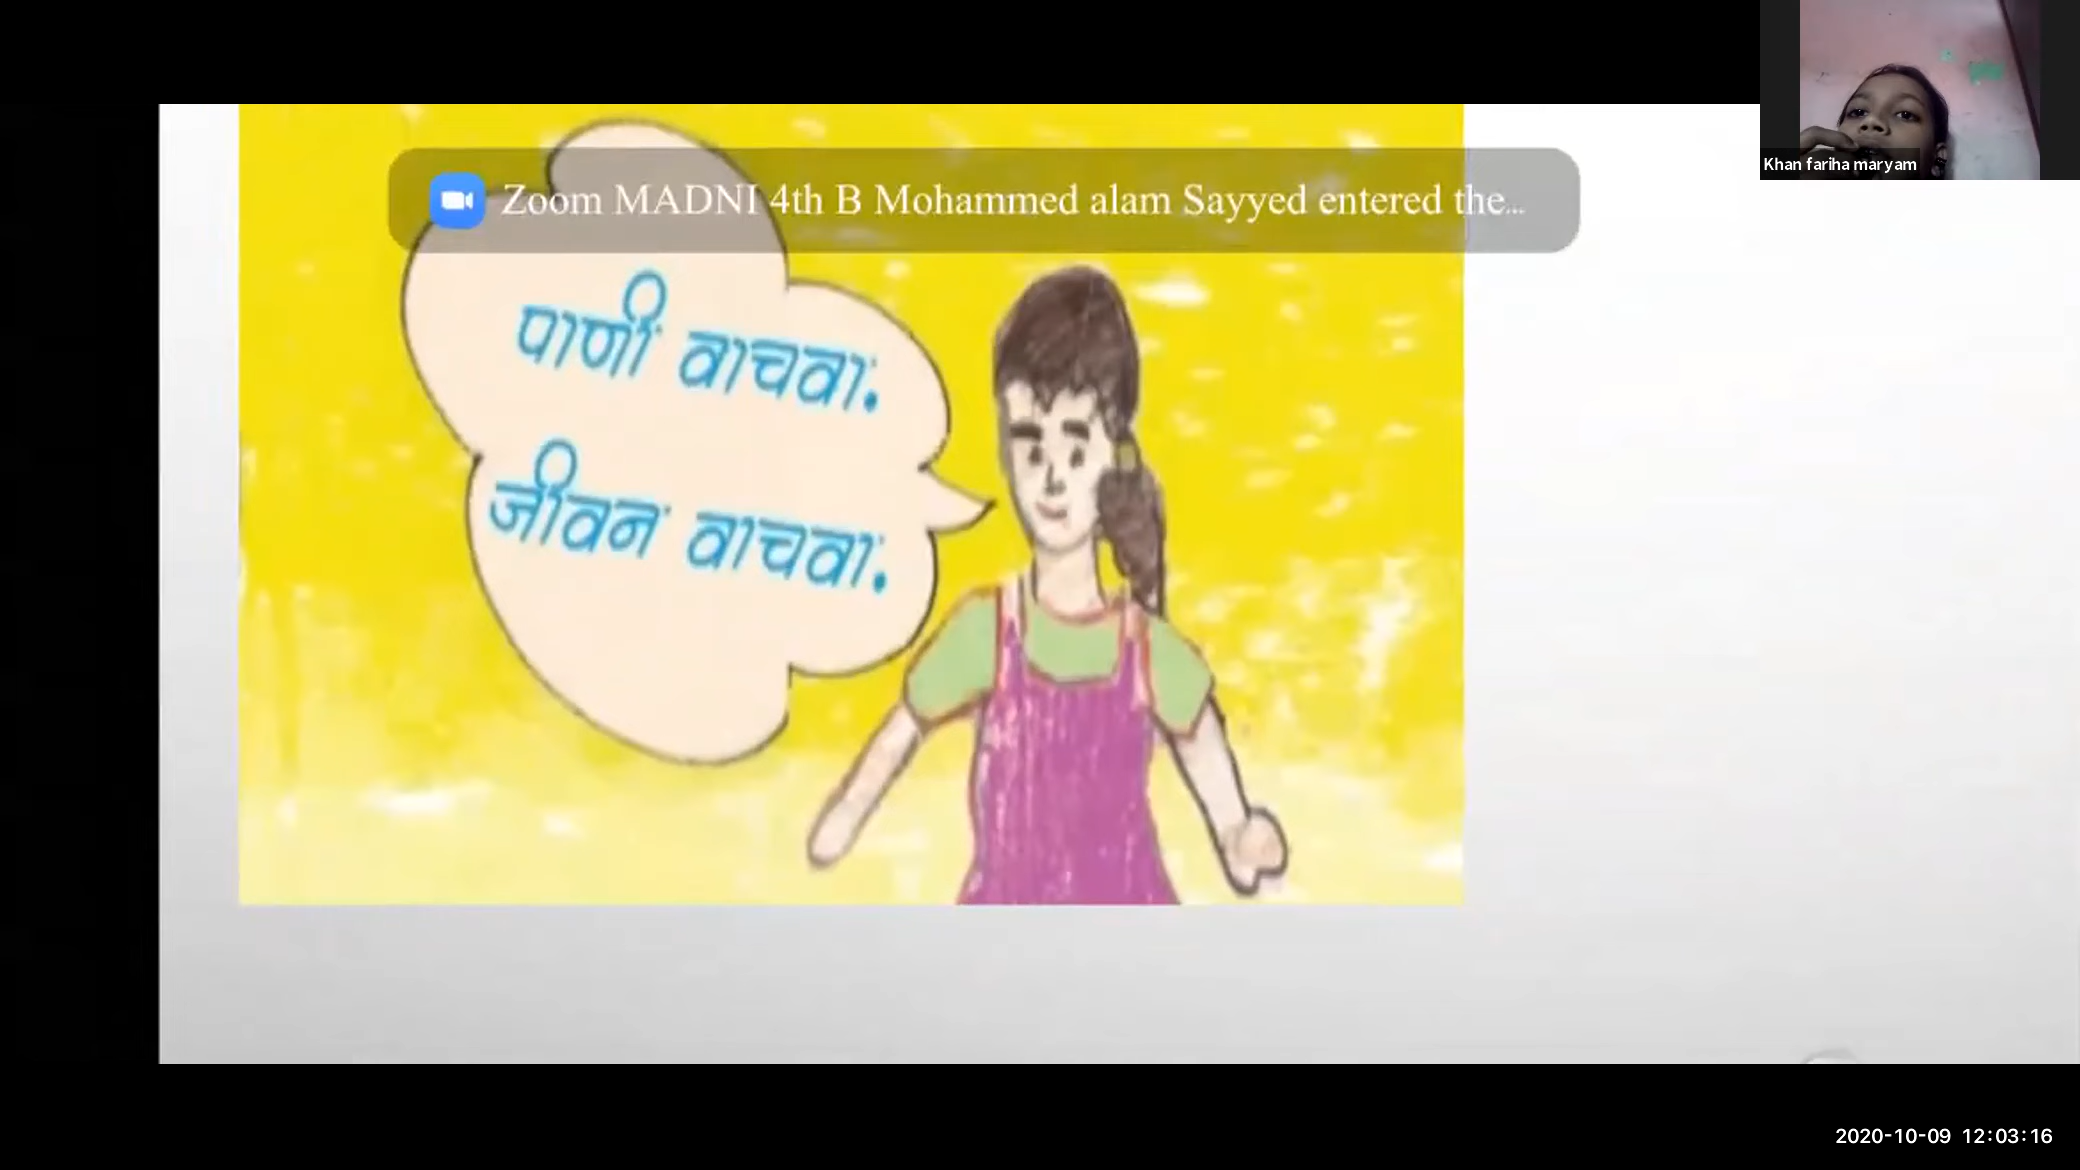 Zoom MADNI 4th B Mohammed alam Sayyed entered the...
Khan fariha maryam
पाणी वाचवा.
जीवन वाचवा.
2020-10-09 12:03:16